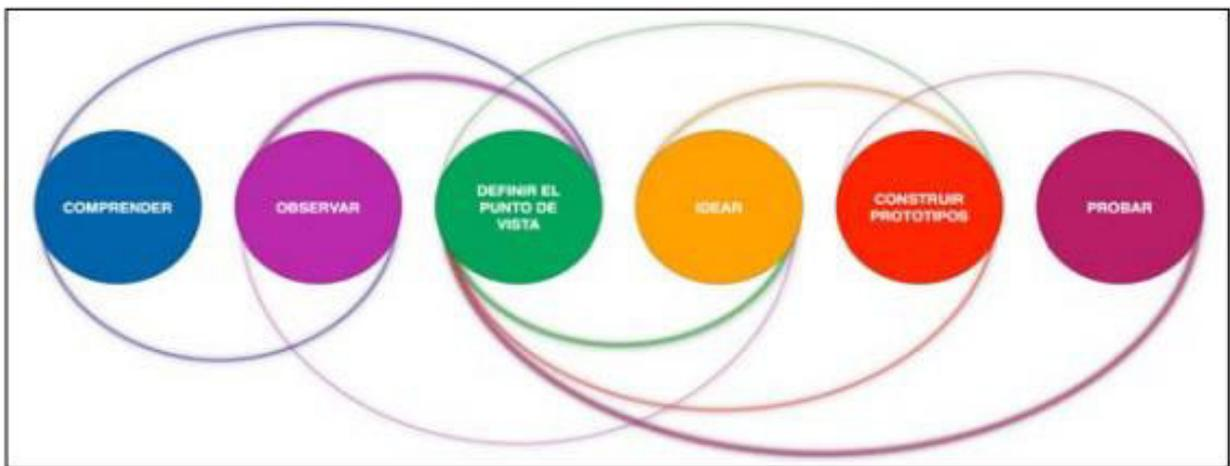 COMPRENDER
OBSERVAR
DEFINIR EL
PUNTO DE
VISTA
IDEAR
CONSTRUIR
PROTOTIPOS
PROBAR